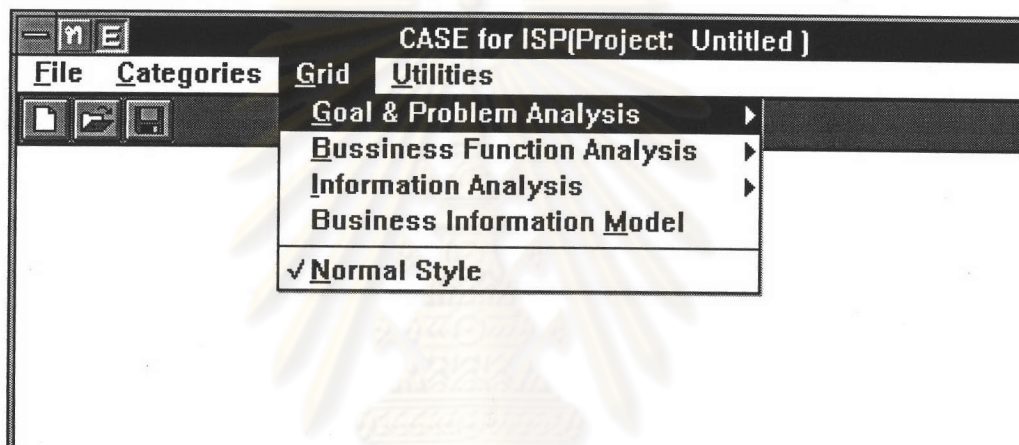 ก E CASE for ISP(Project: Untitled )
File Categories Grid Utilities
Goal & Problem Analysis
Bussiness Function Analysis
Information Analysis
Business Information Model
✓ Normal Style